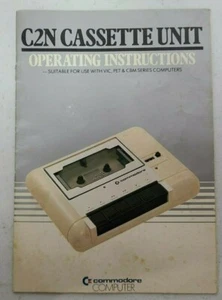 C2N CASSETTE UNIT
OPERATING INSTRUCTIONS
— SUITABLE FOR USE WITH VIC, PET & CBM SERIES COMPUTERS
commodore
commodore
COMPUTER